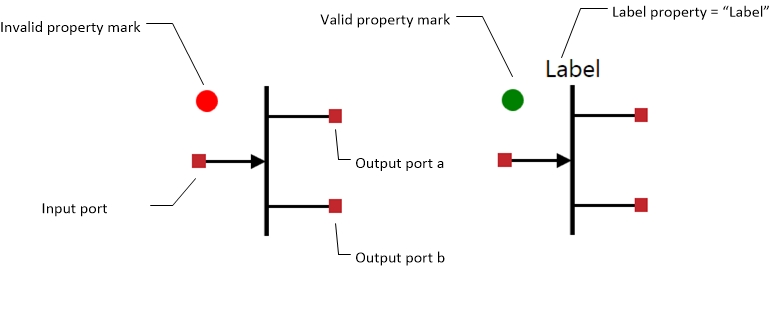 Invalid property mark
Valid property mark
Label property = “Label”
Label
Output port a
Input port
Output port b